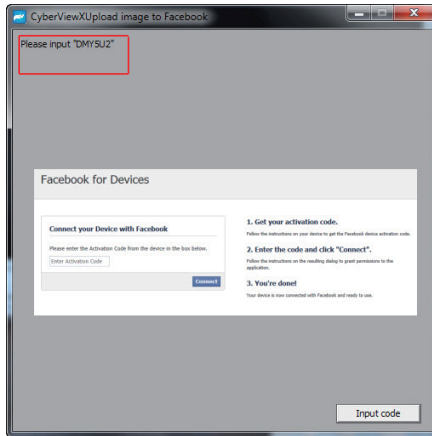 CyberViewXUpload image to Facebook
Please input "DMY5U2"
Facebook for Devices
Connect your Device with Facebook
Please enter the Activation Code from the device in the box below.
Enter Activation Code
Connect
1. Get your activation code.
Follow the instructions on your device to get the Facebook device activation code.
2. Enter the code and click "Connect".
Follow the instructions on the resulting dialog to grant permissions to the
application.
3. You're done!
Your device is now connected with Facebook and ready to use.
Input code